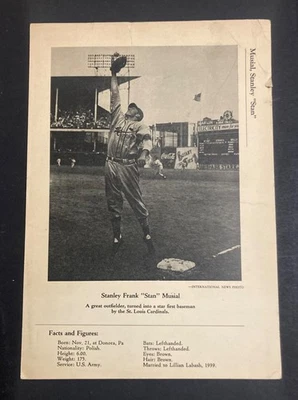 Musial, Stanley "Stan"
—INTERNATIONAL NEWS PHOTO
Stanley Frank "Stan" Musial
A great outfielder, turned into a star first baseman
by the St. Louis Cardinals.
Facts and Figures:
Born: Nov, 21, at Donora, Pa
Nationality: Polish.
Height: 6.00.
Weight: 175.
Service: U.S. Army.
Bats: Lefthanded.
Throws: Lefthanded.
Eyes: Brown.
Hair: Brown.
Married to Lillian Labash, 1939.